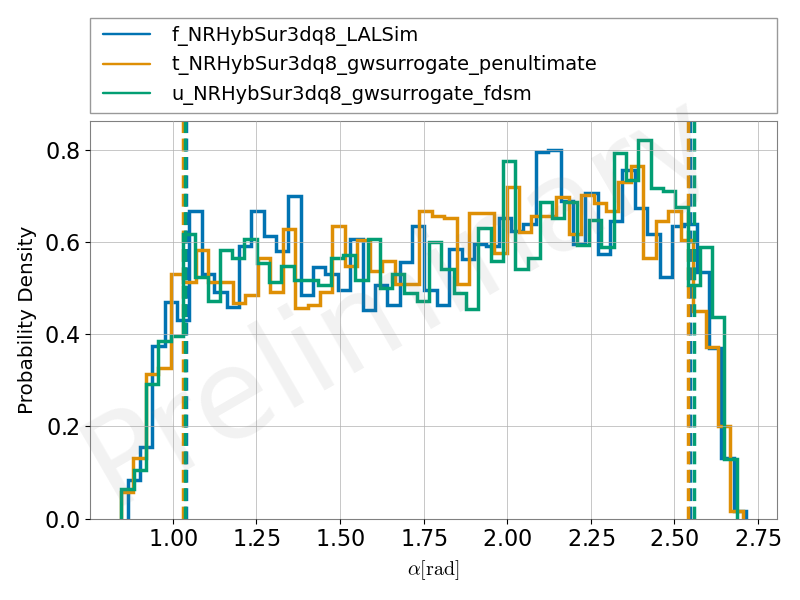 f_NRHybSur3dq8_LALSim
t_NRHybSur3dq8_gwsurrogate_penultimate
u_NRHybSur3dq8_gwsurrogate_fdsm
Preliminary
Probability Density
0.8
0.6
0.4
0.2
0.0
1.00 1.25 1.50 1.75 2.00 2.25 2.50 2.75
α[rad]